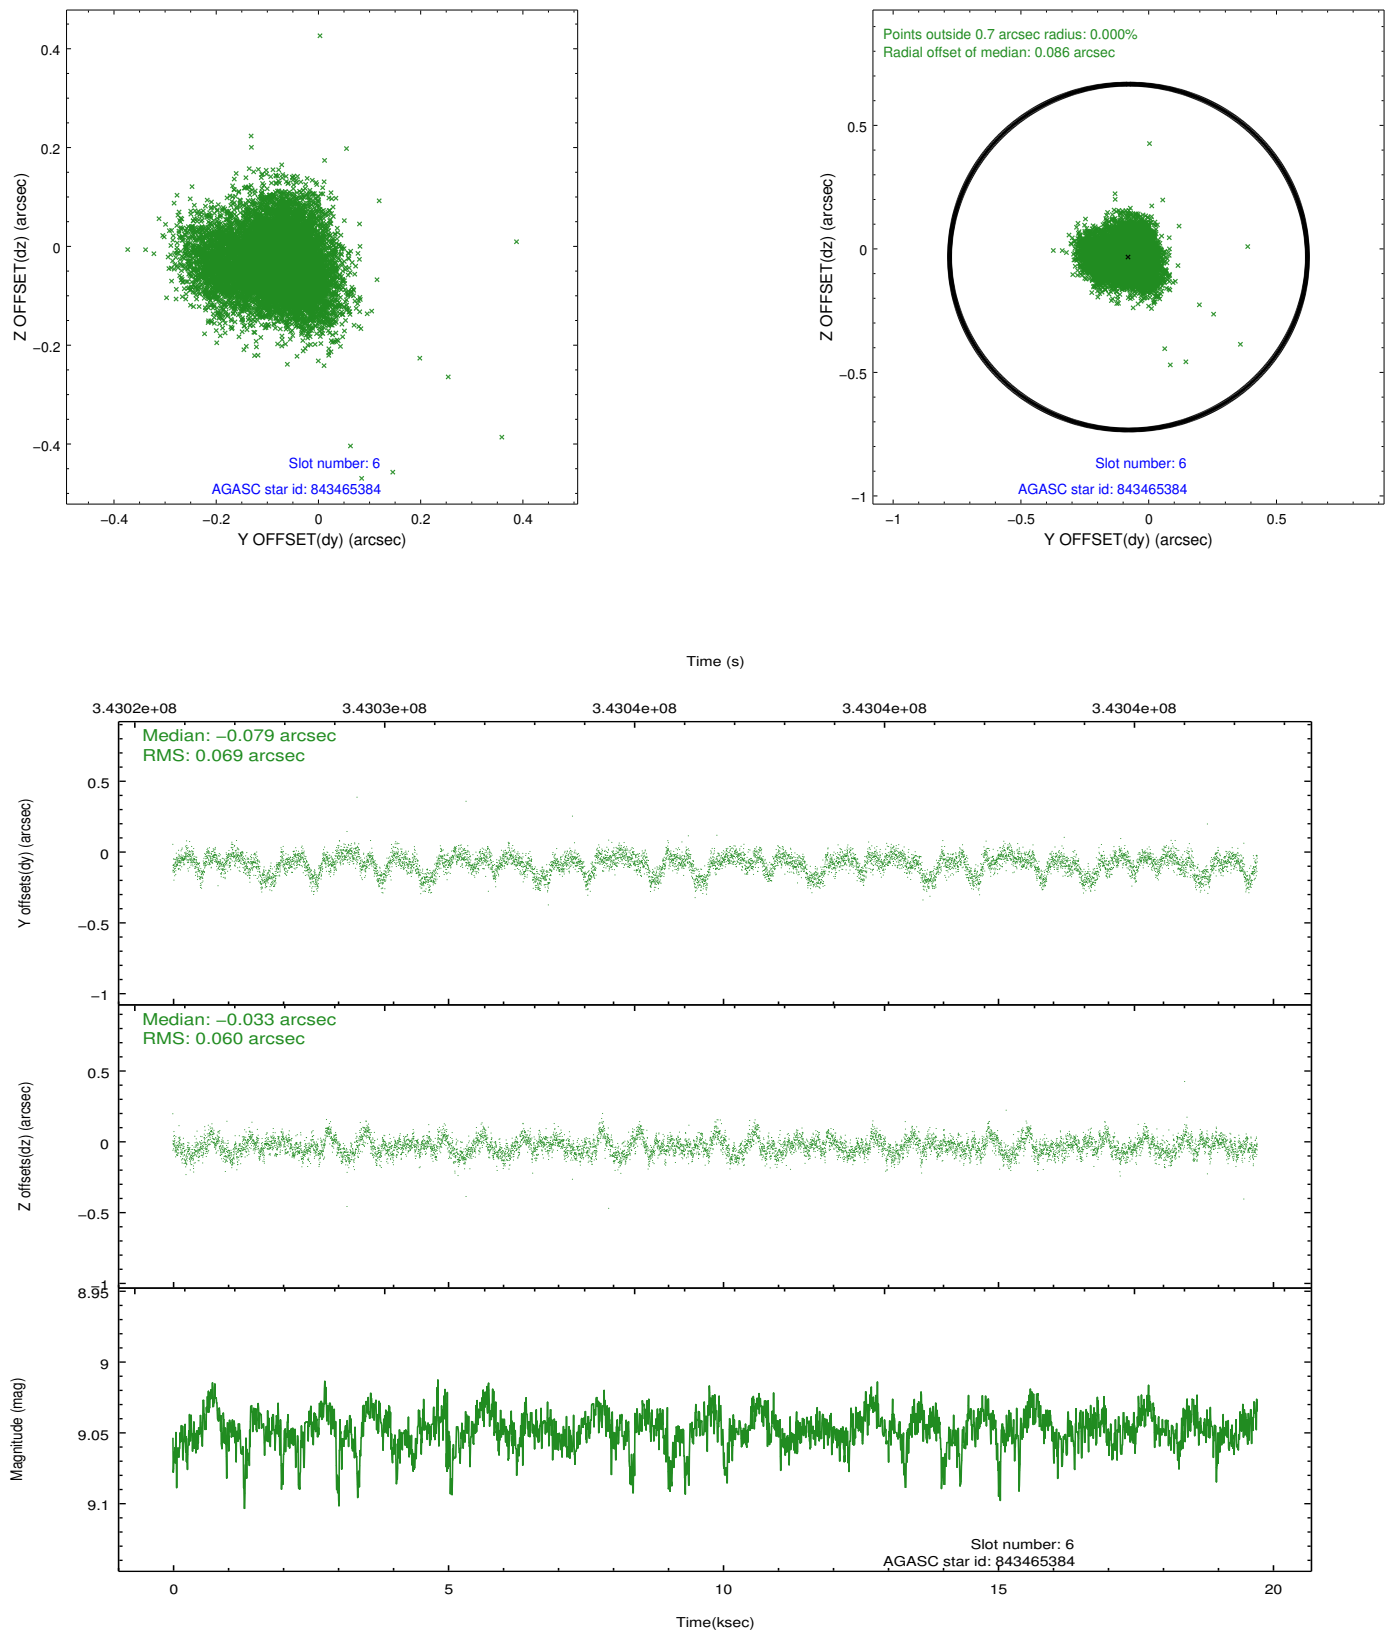 0.4
0.2
0
−0.2
−0.4
Z OFFSET(dz) (arcsec)
Slot number: 6
AGASC star id: 843465384
−0.4
−0.2
0
0.2
0.4
Y OFFSET(dy) (arcsec)
Points outside 0.7 arcsec radius: 0.000%
Radial offset of median: 0.086 arcsec
0.5
0
−0.5
−1
Z OFFSET(dz) (arcsec)
Slot number: 6
AGASC star id: 843465384
−1
−0.5
0
0.5
Y OFFSET(dy) (arcsec)
Time (s)
3.4302e+08
3.4303e+08
3.4304e+08
3.4304e+08
3.4304e+08
Median: −0.079 arcsec
RMS: 0.069 arcsec
0.5
0
−0.5
−1
Y offsets(dy) (arcsec)
Median: −0.033 arcsec
RMS: 0.060 arcsec
0.5
0
−0.5
−1
Z offsets(dz) (arcsec)
8.95
9
9.05
9.1
Magnitude (mag)
Slot number: 6
AGASC star id: 843465384
0
5
10
15
20
Time(ksec)